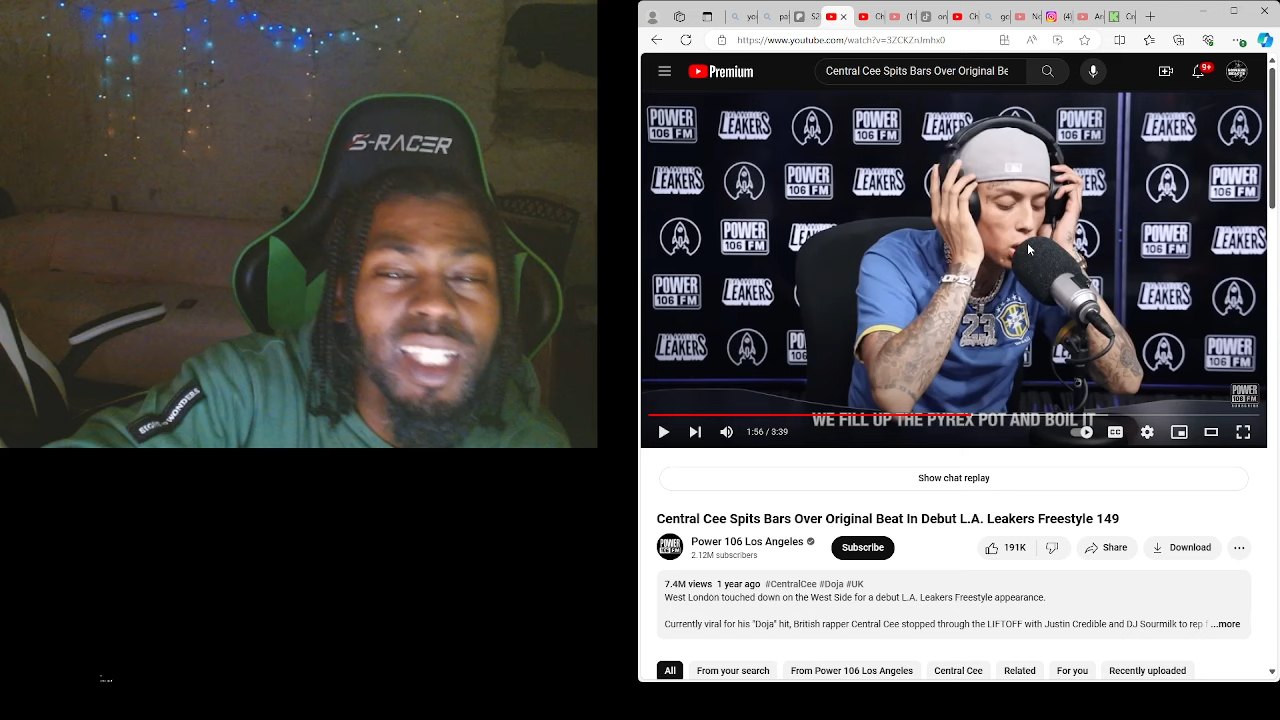 S-RACER
https://www.youtube.com/watch?v=3ZCKZnJmhx0
Premium
Central Cee Spits Bars Over Original Be
9+
POWER 106 FM
LEAKERS
23
WE FILL UP THE PYREX POT AND BOIL IT
1:56 / 3:39
Show chat replay
Central Cee Spits Bars Over Original Beat In Debut L.A. Leakers Freestyle 149
Power 106 Los Angeles
2.12M subscribers
Subscribe
191K
Share
Download
7.4M views 1 year ago #CentralCee #Doja #UK
West London touched down on the West Side for a debut L.A. Leakers Freestyle appearance.
Currently viral for his "Doja" hit, British rapper Central Cee stopped through the LIFTOFF with Justin Credible and DJ Sourmilk to rep ...more
All
From your search
From Power 106 Los Angeles
Central Cee
Related
For you
Recently uploaded